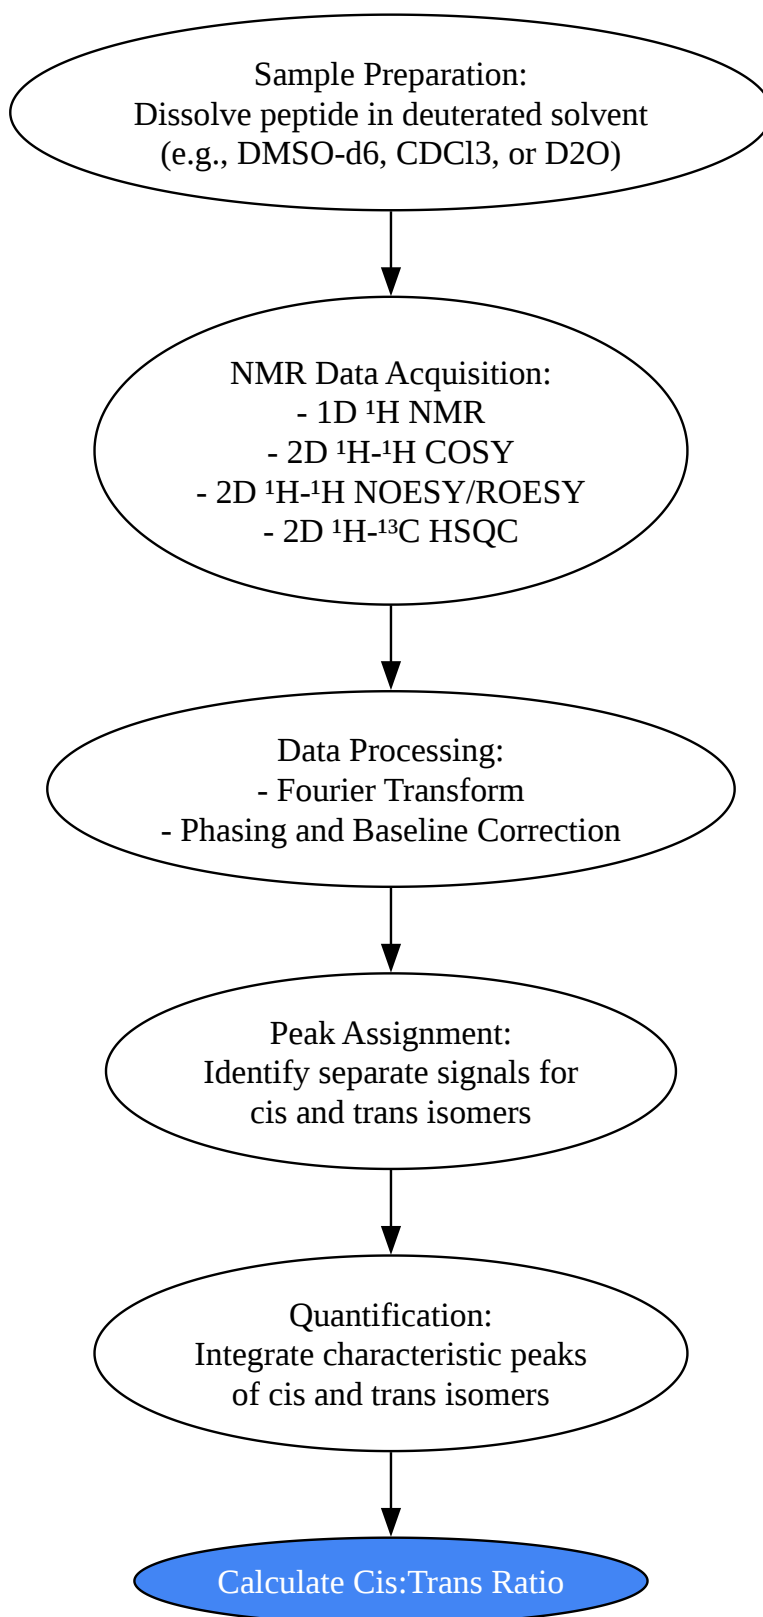 Sample Preparation:
Dissolve peptide in deuterated solvent
(e.g., DMSO-d6, CDCl3, or D2O)
NMR Data Acquisition:
- 1D ¹H NMR
- 2D ¹H-¹H COSY
- 2D ¹H-¹H NOESY/ROESY
- 2D ¹H-¹³C HSQC
Data Processing:
- Fourier Transform
- Phasing and Baseline Correction
Peak Assignment:
Identify separate signals for
cis and trans isomers
Quantification:
Integrate characteristic peaks
of cis and trans isomers
Calculate Cis:Trans Ratio